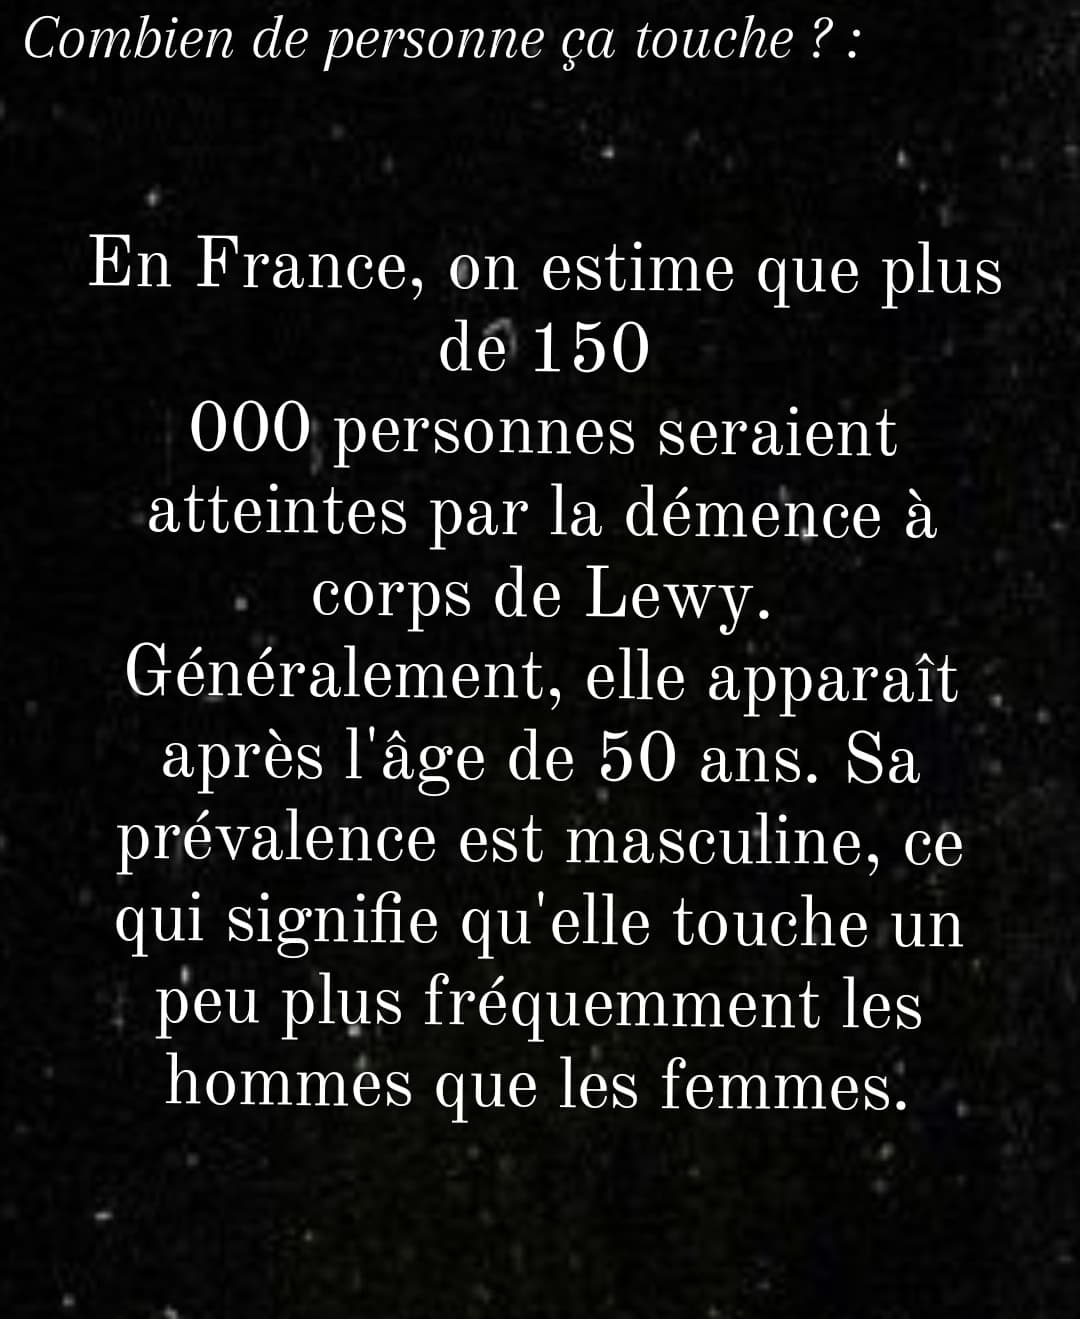 Combien de personne ça touche ? :
En France, on estime que plus
de 150
000 personnes seraient
atteintes par la démence à
corps de Lewy.
Généralement, elle apparaît
après l'âge de 50 ans. Sa
prévalence est masculine, ce
qui signifie qu'elle touche un
peu plus fréquemment les
hommes que les femmes.